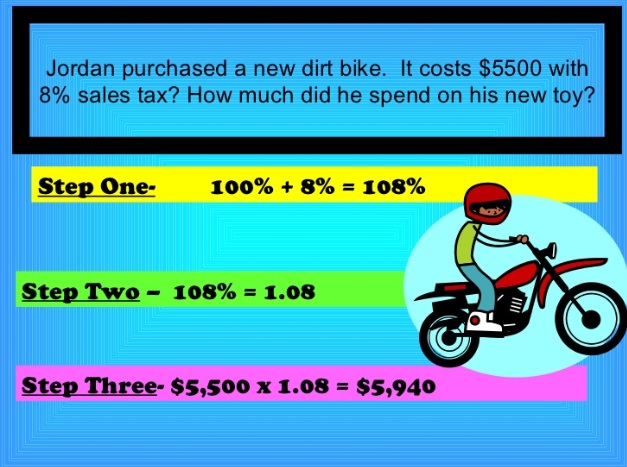 Jordan purchased a new dirt bike.  It costs $5500 with
8% sales tax? How much did he spend on his new toy?
Step One-        100% + 8% = 108%
Step Two – 108% = 1.08
Step Three- $5,500 x 1.08 = $5,940